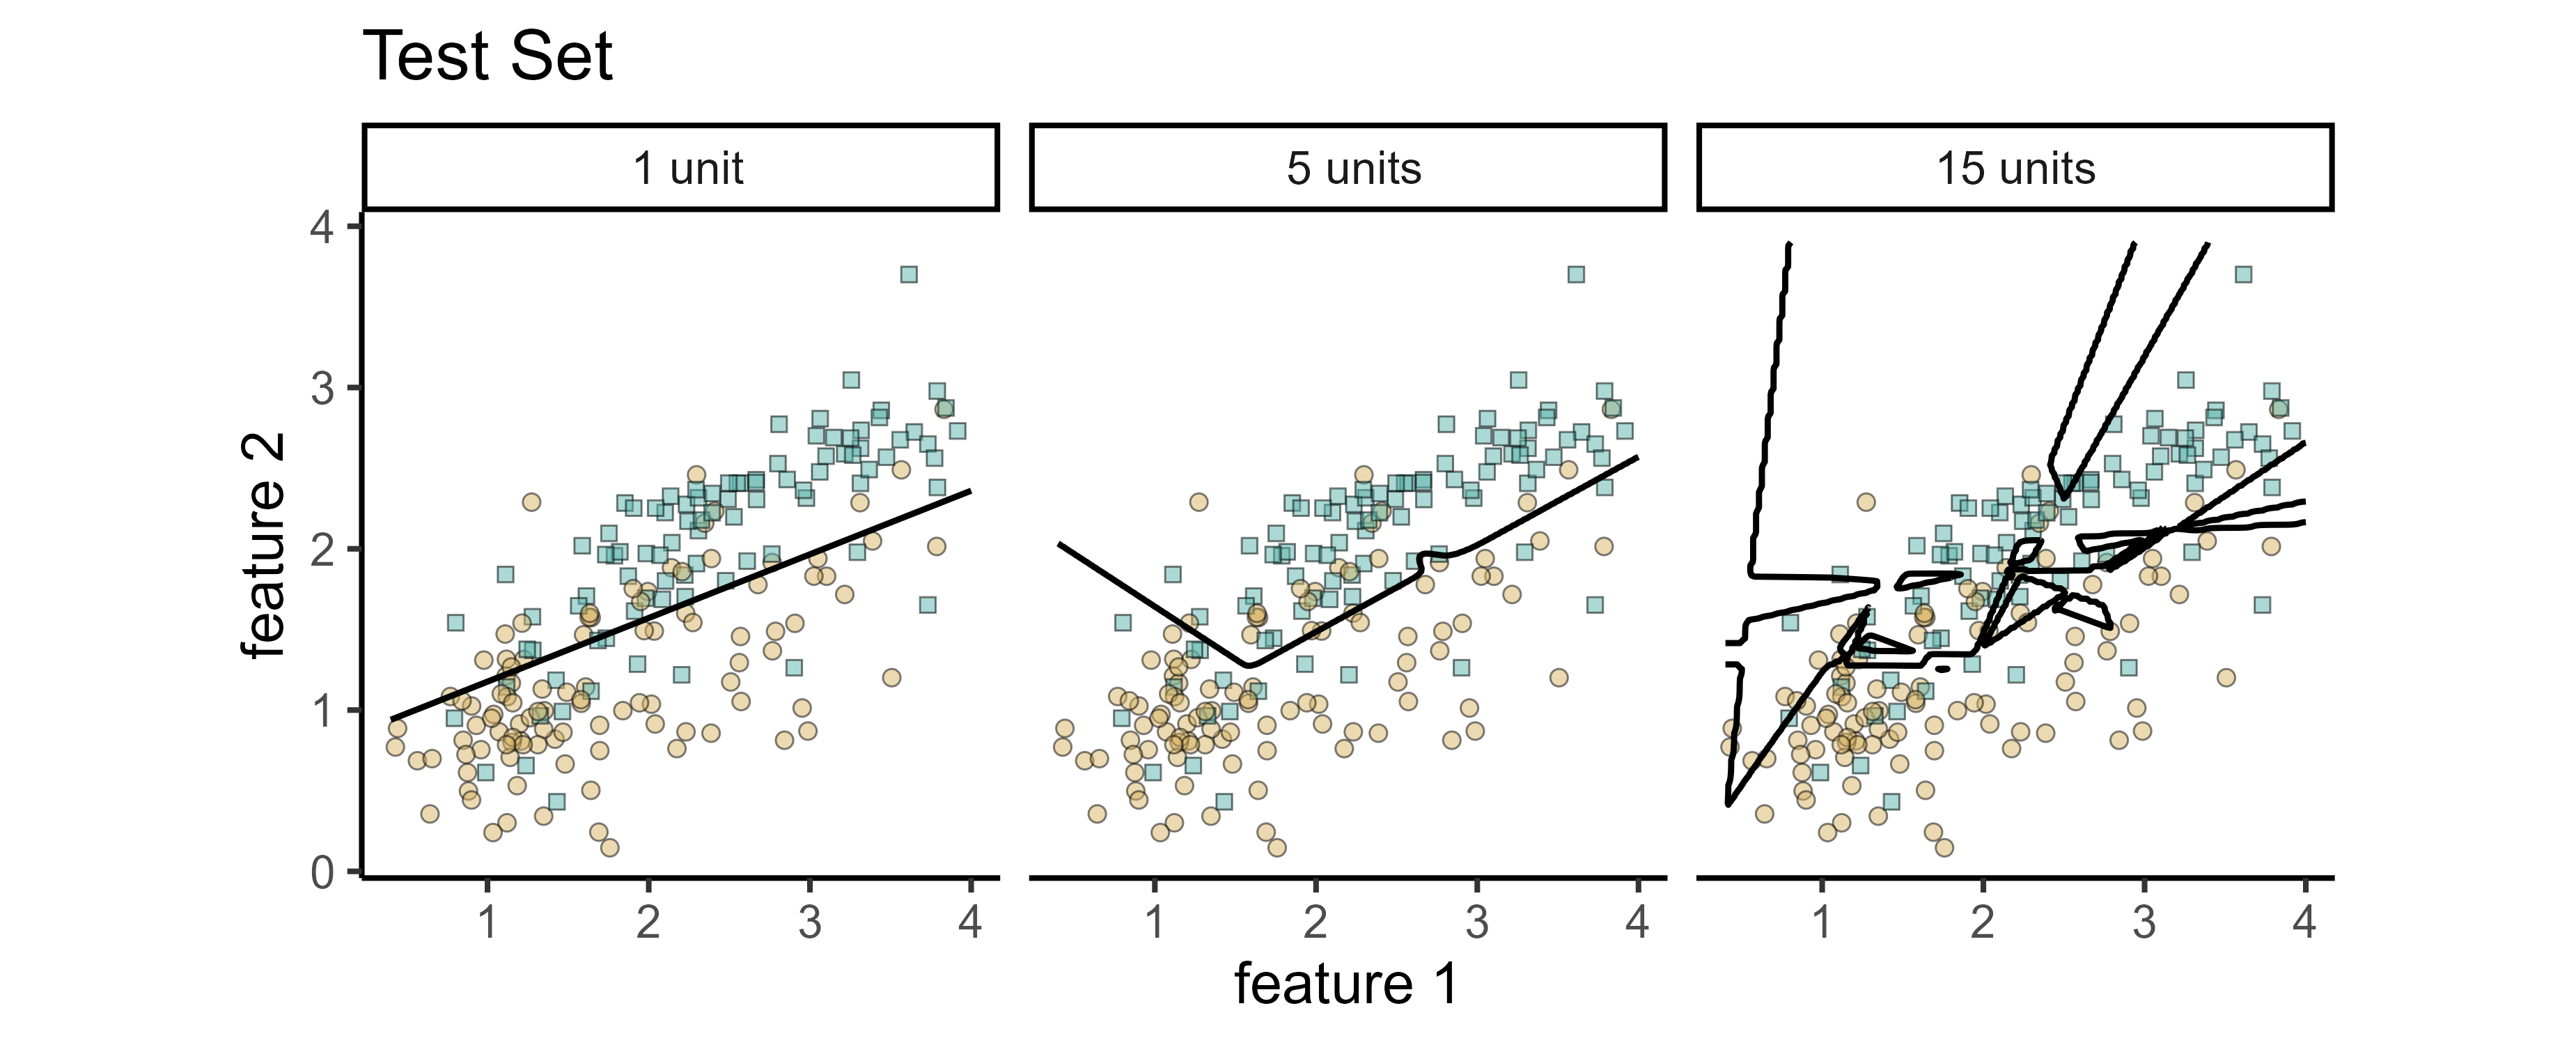 Test Set
1 unit
5 units
15 units
feature 2
4
3
2
1
0
1 2 3 4
1 2 3 4
1 2 3 4
feature 1